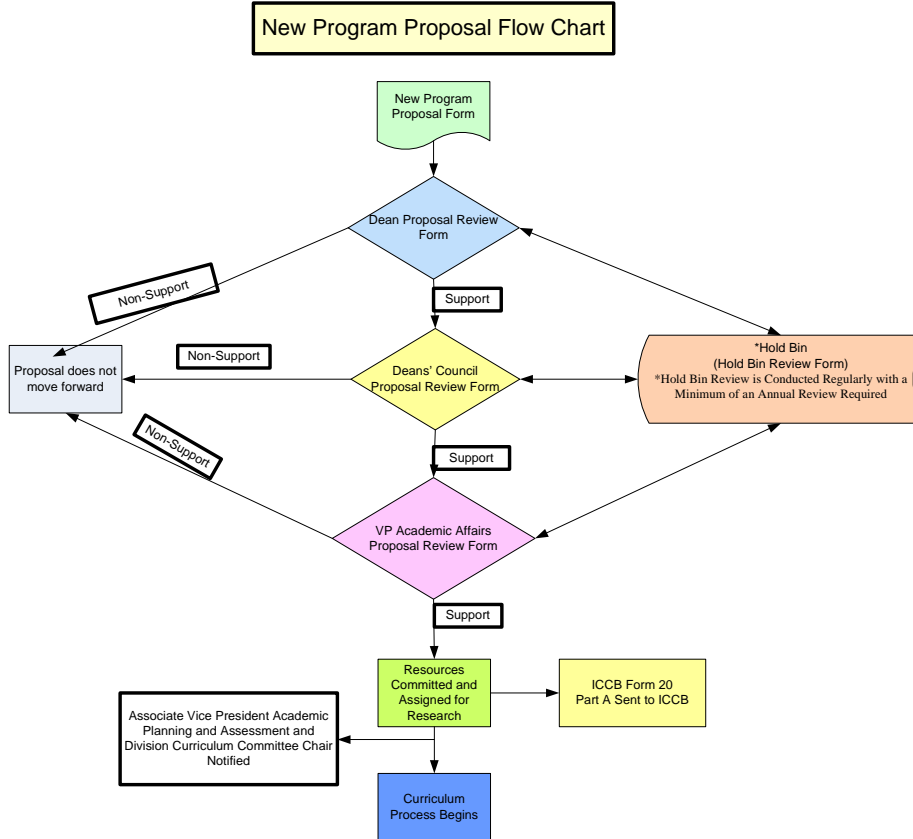 New Program Proposal Flow Chart
New Program
Proposal Form
Dean Proposal Review
Form
Non-Support
Support
Proposal does not
move forward
Non-Support
Deans' Council
Proposal Review Form
*Hold Bin
(Hold Bin Review Form)
*Hold Bin Review is Conducted Regularly with a
Minimum of an Annual Review Required
Non-Support
Support
VP Academic Affairs
Proposal Review Form
Support
Resources
Committed and
Assigned for
Research
ICCB Form 20
Part A Sent to ICCB
Associate Vice President Academic
Planning and Assessment and
Division Curriculum Committee Chair
Notified
Curriculum
Process Begins